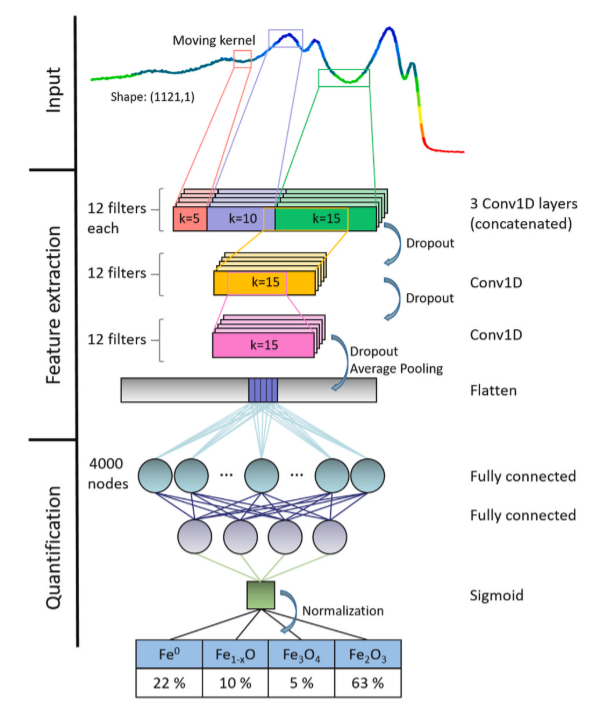 Input
Moving kernel
Shape: (1121,1)
Feature extraction
12 filters
each
k=5
k=10
k=15
3 Conv1D layers
(concatenated)
Dropout
12 filters
k=15
Conv1D
Dropout
12 filters
k=15
Conv1D
Dropout
Average Pooling
Flatten
Quantification
4000
nodes
...
...
Fully connected
Fully connected
Sigmoid
Normalization
Fe⁰ Fe₁₋ₓO Fe₃O₄ Fe₂O₃
22 % 10 % 5 % 63 %